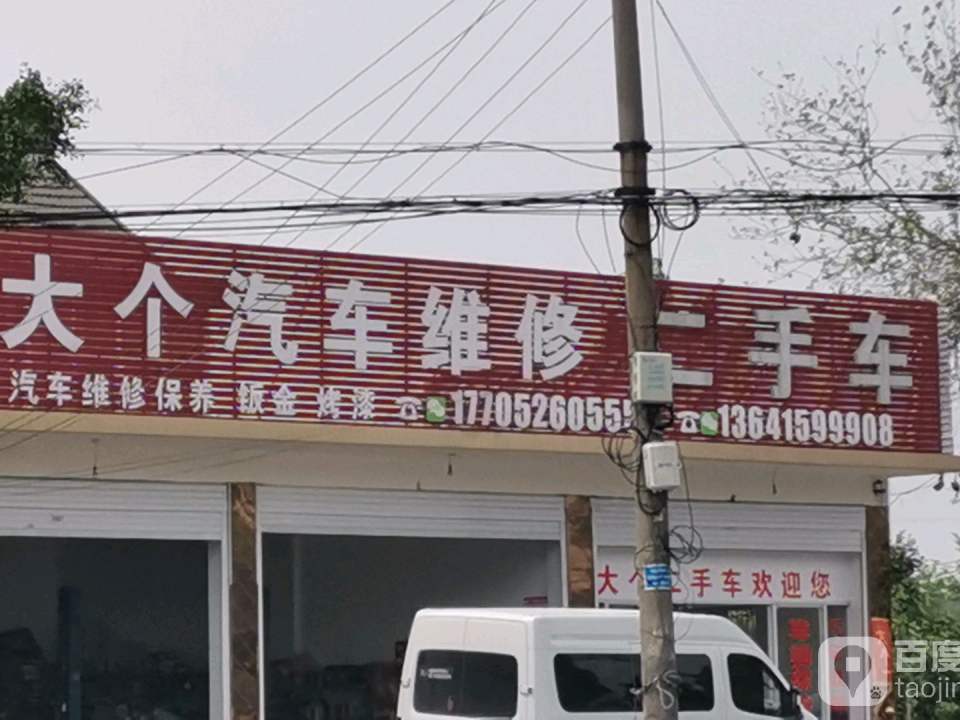 大个汽车维修 二手车
汽车维修保养 钣金 烤漆 ☎ 1770526055 ☎ 13641599908
大个二手车欢迎您
百度
taojin